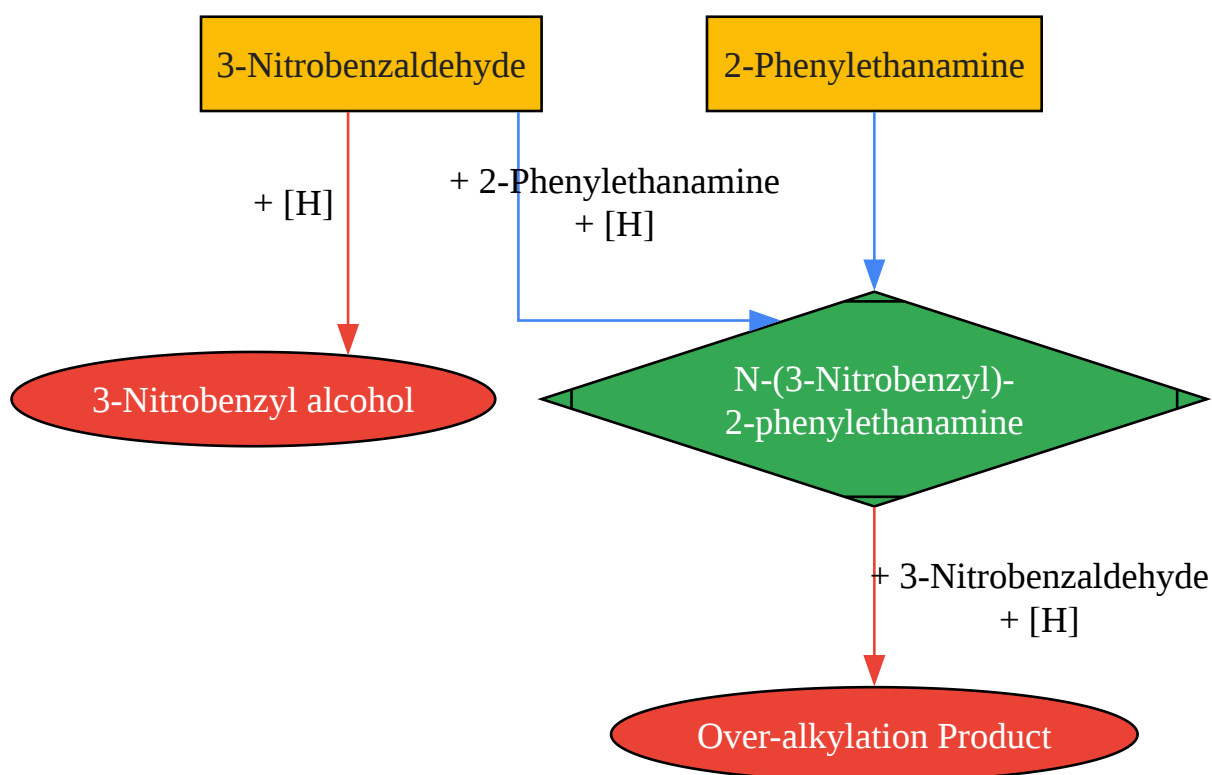 3-Nitrobenzaldehyde
2-Phenylethanamine
+ 2-Phenylethanamine
+ [H]
+ [H]
N-(3-Nitrobenzyl)-
2-phenylethanamine
3-Nitrobenzyl alcohol
+ 3-Nitrobenzaldehyde
+ [H]
Over-alkylation Product